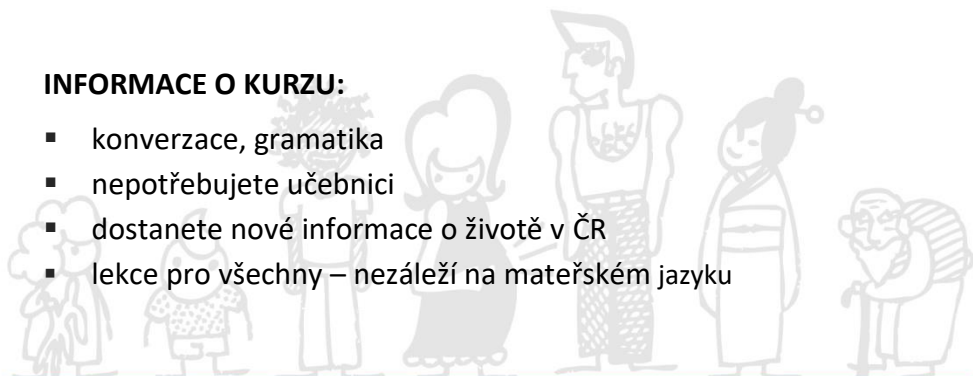 INFORMACE O KURZU:
▪ konverzace, gramatika
▪ nepotřebujete učebnici
▪ dostanete nové informace o životě v ČR
▪ lekce pro všechny – nezáleží na mateřském jazyku